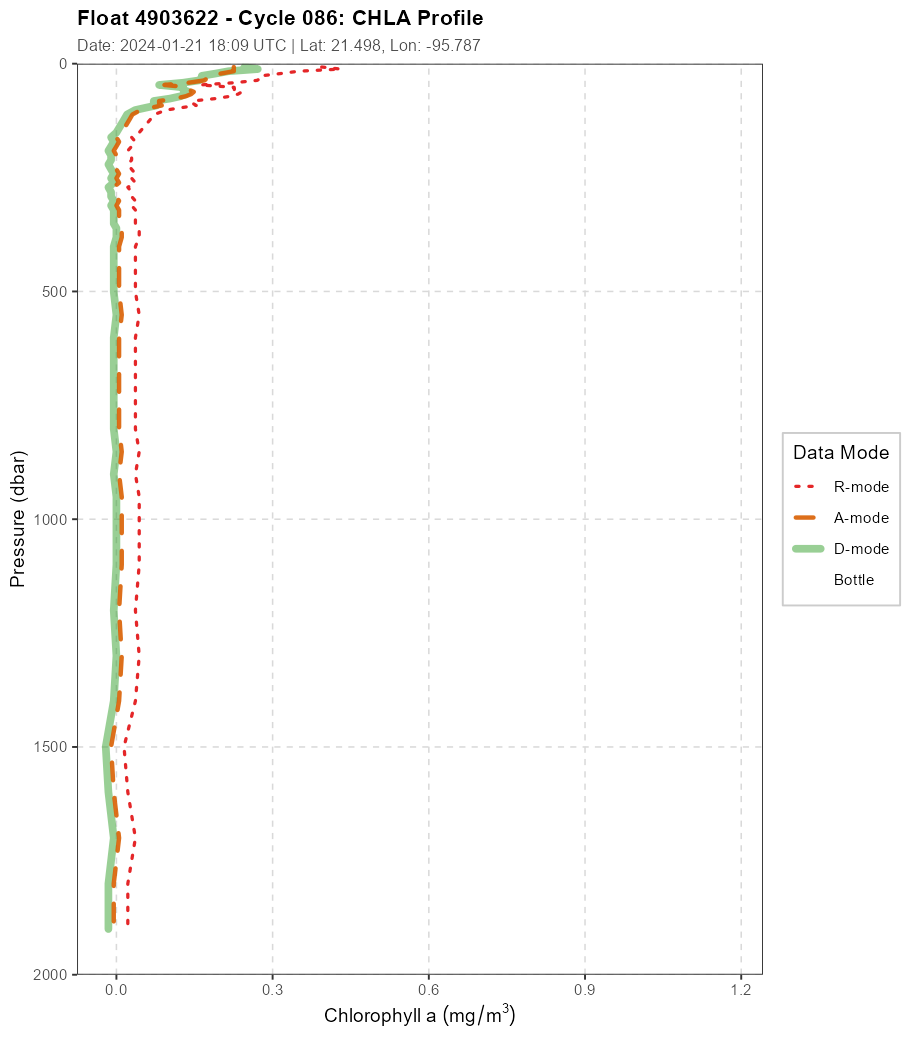 Float 4903622 - Cycle 086: CHLA Profile
Date: 2024-01-21 18:09 UTC | Lat: 21.498, Lon: -95.787
0
500
1000
1500
2000
Pressure (dbar)
0.0 0.3 0.6 0.9 1.2
Chlorophyll a (mg/m³)
Data Mode
R-mode
A-mode
D-mode
Bottle